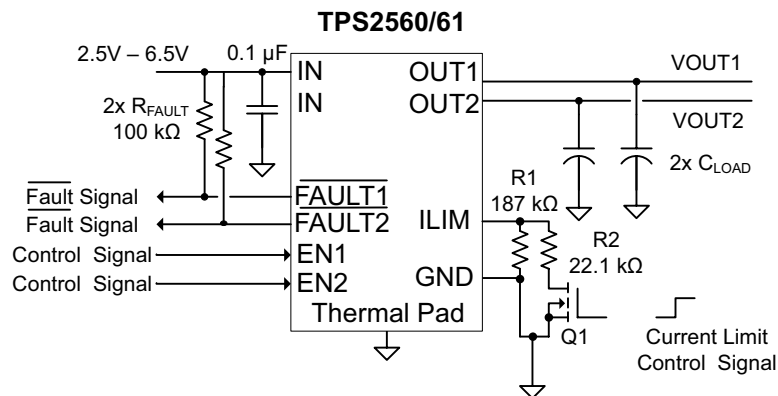 TPS2560/61
2.5V – 6.5V
0.1 µF
IN
OUT1
VOUT1
IN
OUT2
VOUT2
2x RFAULT
100 kΩ
2x CLOAD
R1
187 kΩ
Fault Signal
FAULT1
Fault Signal
FAULT2
ILIM
R2
22.1 kΩ
Control Signal
EN1
Control Signal
EN2
GND
Thermal Pad
Q1
Current Limit
Control Signal